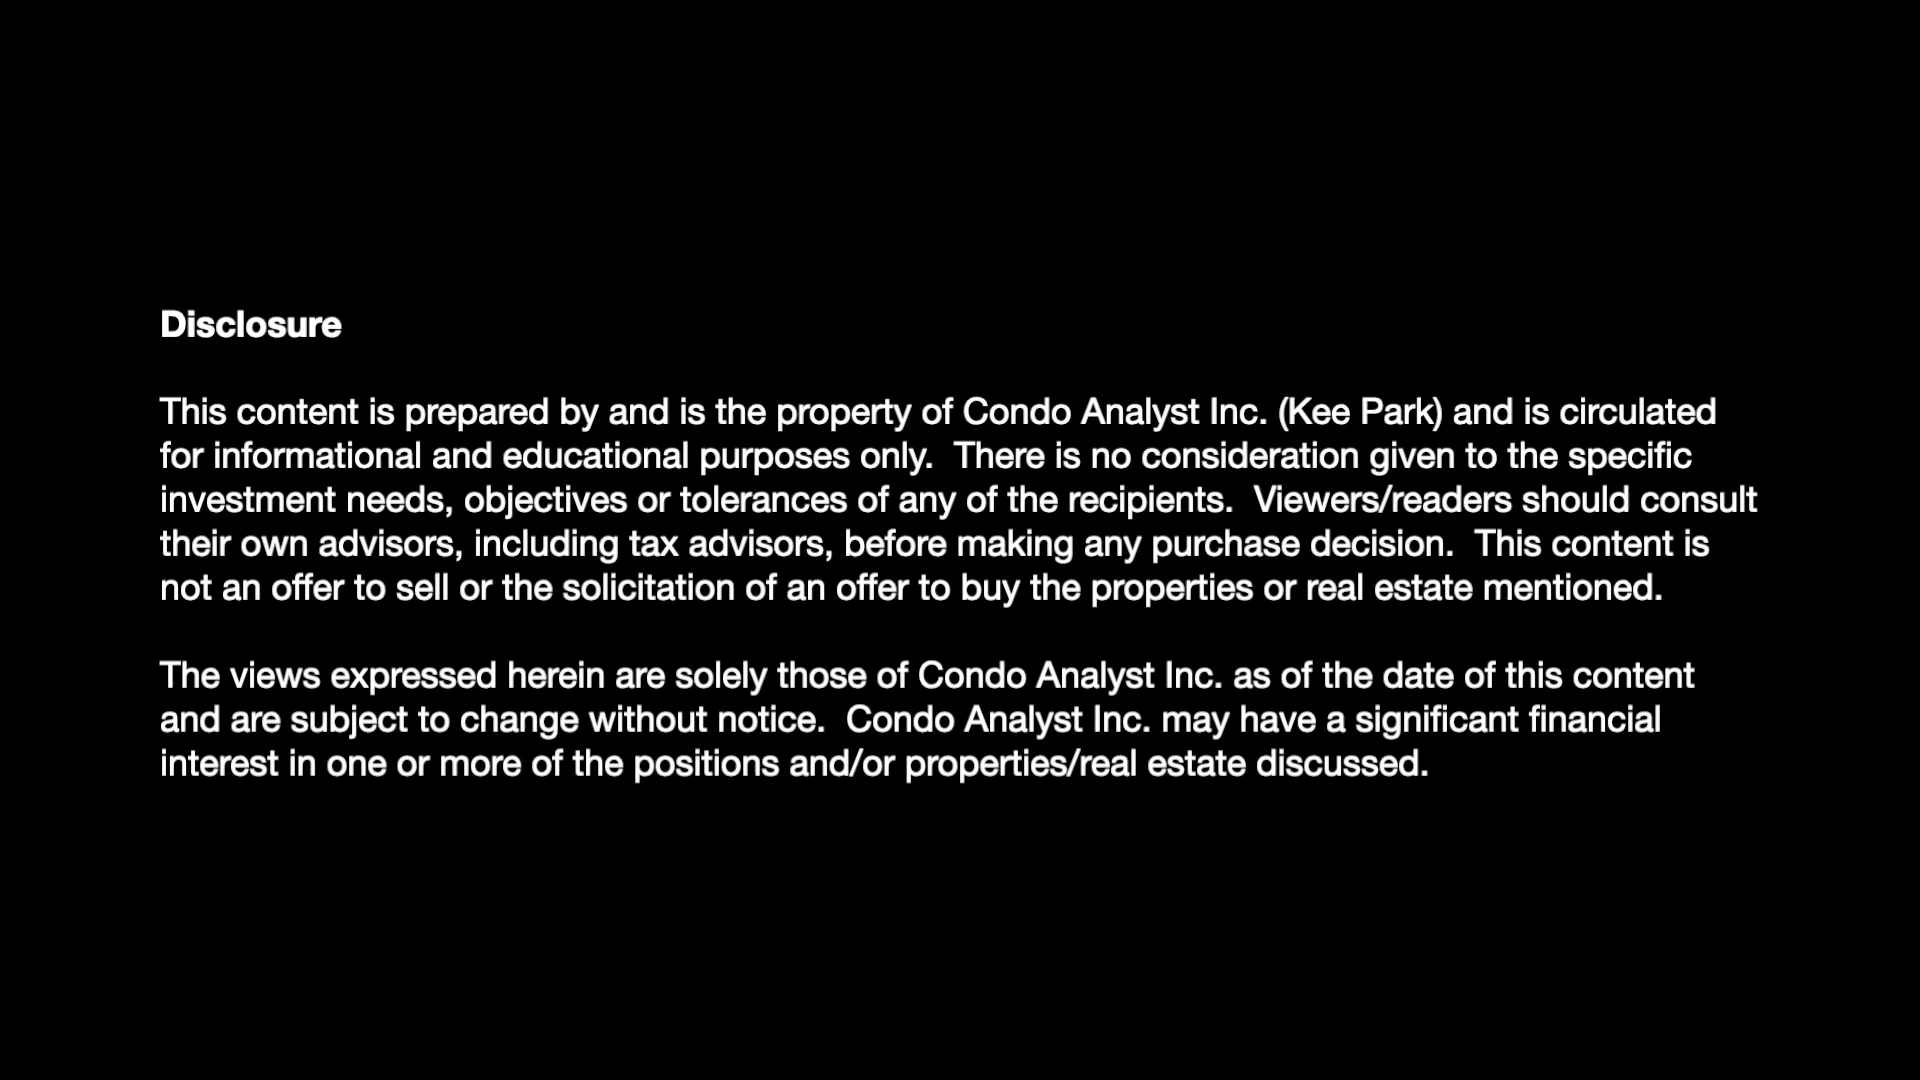 Disclosure
This content is prepared by and is the property of Condo Analyst Inc. (Kee Park) and is circulated
for informational and educational purposes only.  There is no consideration given to the specific
investment needs, objectives or tolerances of any of the recipients.  Viewers/readers should consult
their own advisors, including tax advisors, before making any purchase decision.  This content is
not an offer to sell or the solicitation of an offer to buy the properties or real estate mentioned.
The views expressed herein are solely those of Condo Analyst Inc. as of the date of this content
and are subject to change without notice.  Condo Analyst Inc. may have a significant financial
interest in one or more of the positions and/or properties/real estate discussed.